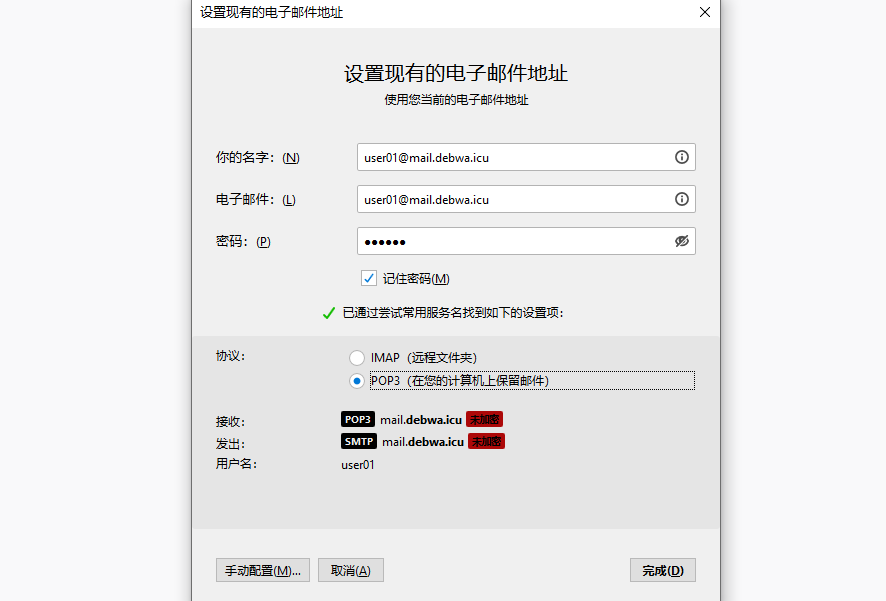 设置现有的电子邮件地址
设置现有的电子邮件地址
使用您当前的电子邮件地址
你的名字：(N) user01@mail.debwa.icu
电子邮件：(L) user01@mail.debwa.icu
密码：(P) ●●●●●●
记住密码(M)
已通过尝试常用服务名找到如下的设置项：
协议： IMAP（远程文件夹）
POP3（在您的计算机上保留邮件）
接收： POP3 mail.debwa.icu 未加密
发出： SMTP mail.debwa.icu 未加密
用户名： user01
手动配置(M)... 取消(A) 完成(D)